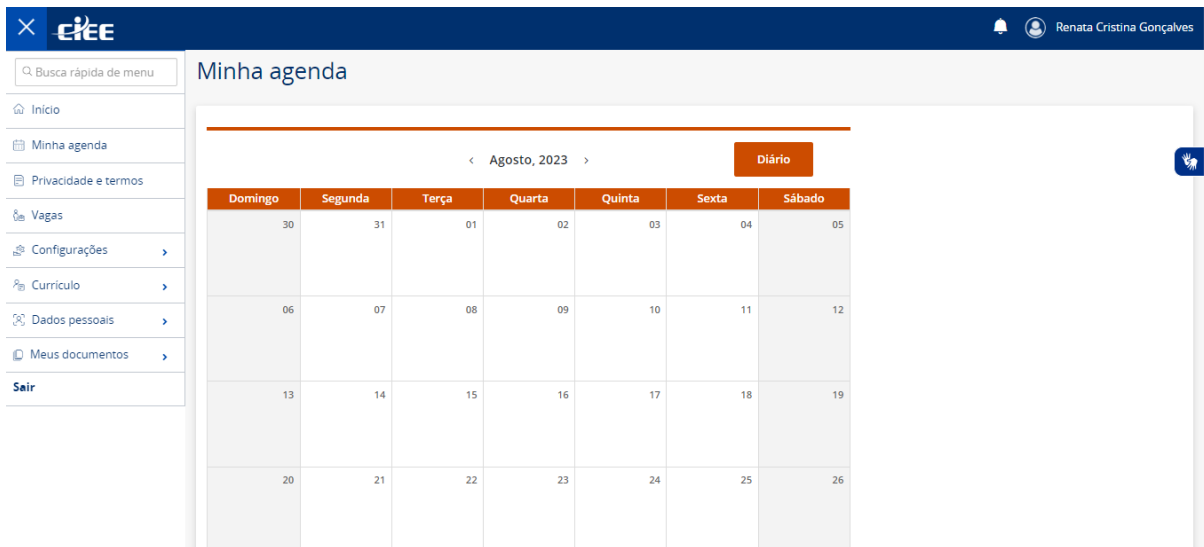 CIEE
Renata Cristina Gonçalves
Busca rápida de menu
Início
Minha agenda
Privacidade e termos
Vagas
Configurações
Currículo
Dados pessoais
Meus documentos
Sair
Minha agenda
‹ Agosto, 2023 ›
Diário
Domingo Segunda Terça Quarta Quinta Sexta Sábado
30 31 01 02 03 04 05
06 07 08 09 10 11 12
13 14 15 16 17 18 19
20 21 22 23 24 25 26